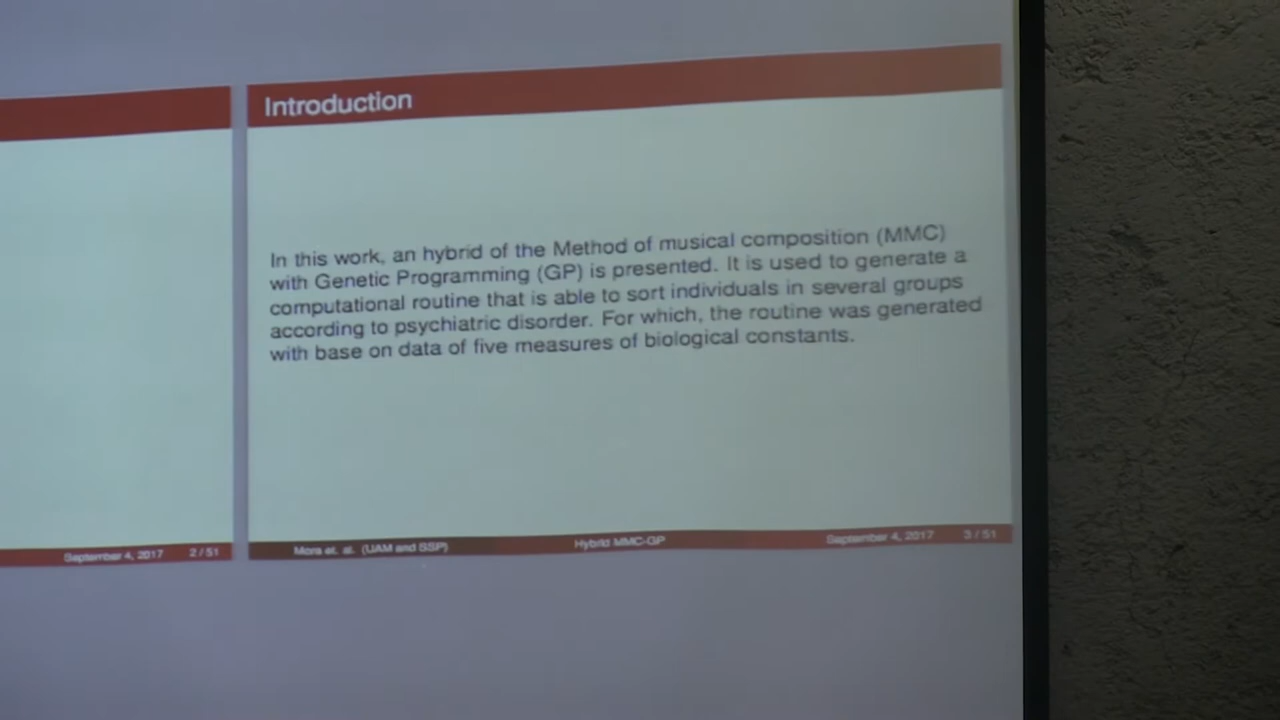 Introduction
In this work, an hybrid of the Method of musical composition (MMC)
with Genetic Programming (GP) is presented. It is used to generate a
computational routine that is able to sort individuals in several groups
according to psychiatric disorder. For which, the routine was generated
with base on data of five measures of biological constants.
September 4, 2017 2 / 51
Mora et. al. (UAM and SSP) Hybrid MMC-GP September 4, 2017 3 / 51